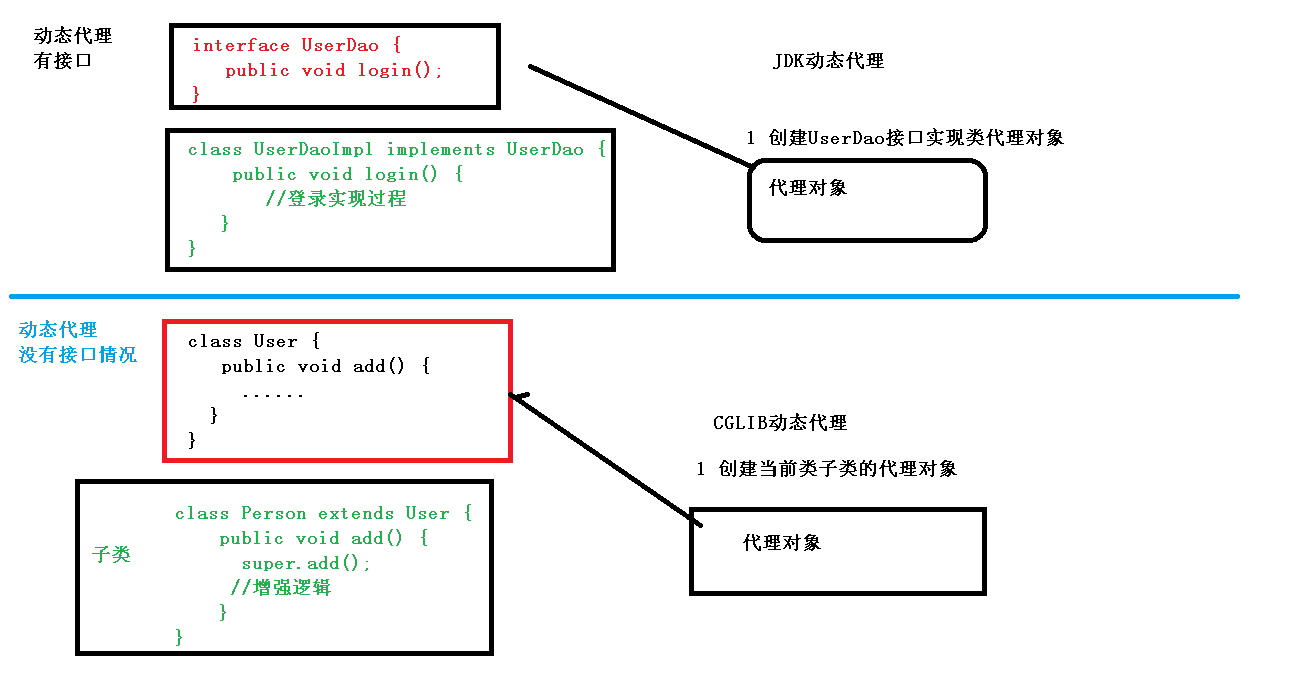 动态代理
有接口
interface UserDao {
public void login();
}
class UserDaoImpl implements UserDao {
public void login() {
//登录实现过程
}
}
JDK动态代理
1 创建UserDao接口实现类代理对象
代理对象
动态代理
没有接口情况
class User {
public void add() {
......
}
}
子类
class Person extends User {
public void add() {
super.add();
//增强逻辑
}
}
CGLIB动态代理
1 创建当前类子类的代理对象
代理对象